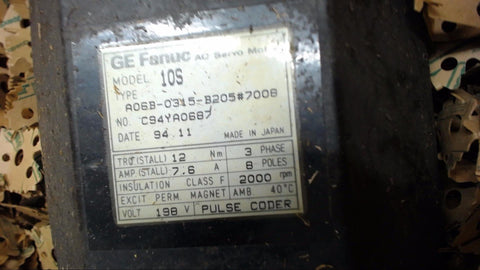 GE Fanuc AC Servo Motor
MODEL 10S
TYPE
A06B-0315-B205#7008
NO. C94YA0687
DATE 94.11 MADE IN JAPAN
TRQ(STALL) 12 Nm 3 PHASE
AMP(STALL) 7.6 A 8 POLES
INSULATION CLASS F 2000 rpm
EXCIT PERM MAGNET AMB 40°C
VOLT 198 V PULSE CODER